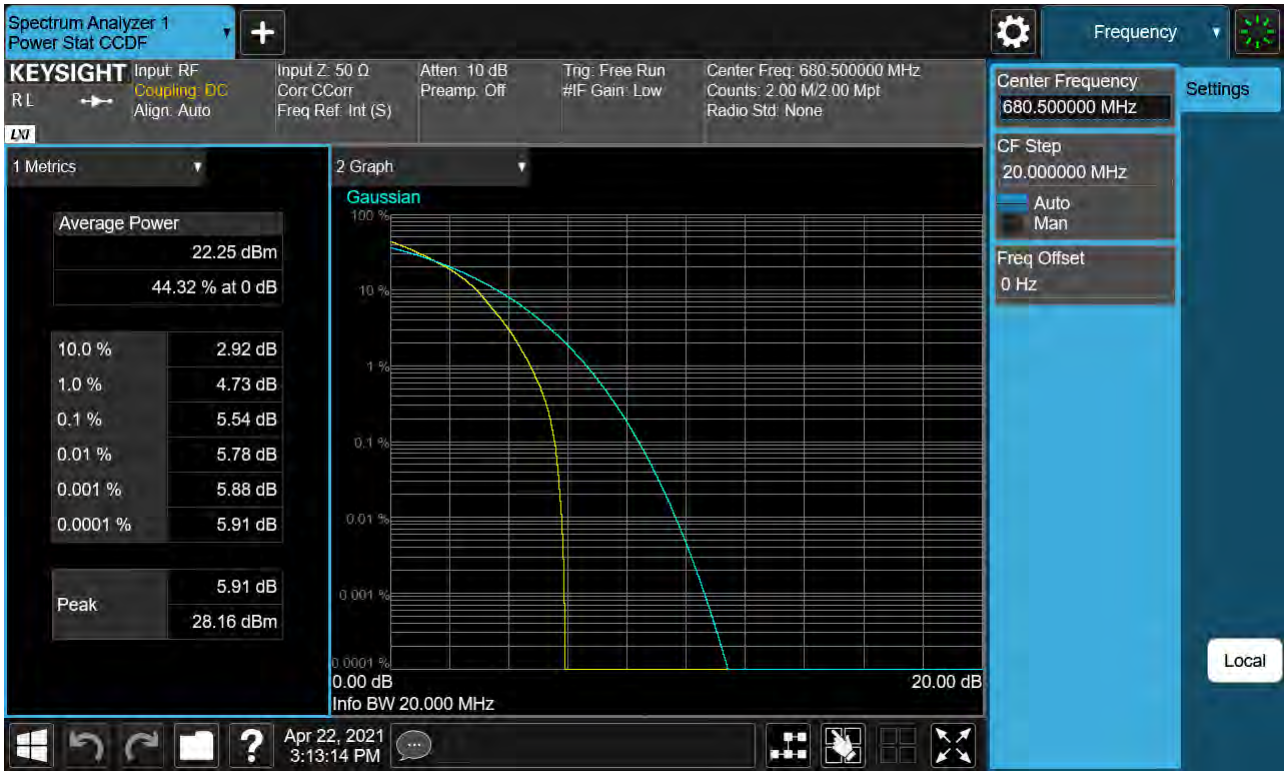 Spectrum Analyzer 1
Power Stat CCDF
Frequency
KEYSIGHT
RL
LXI
Input: RF
Coupling: DC
Align: Auto
Input Z: 50 Ω
Corr CCorr
Freq Ref: Int (S)
Atten: 10 dB
Preamp: Off
Trig: Free Run
#IF Gain: Low
Center Freq: 680.500000 MHz
Counts: 2.00 M/2.00 Mpt
Radio Std: None
Center Frequency
680.500000 MHz
Settings
CF Step
20.000000 MHz
Auto
Man
Freq Offset
0 Hz
1 Metrics
Average Power
22.25 dBm
44.32 % at 0 dB
10.0 % 2.92 dB
1.0 % 4.73 dB
0.1 % 5.54 dB
0.01 % 5.78 dB
0.001 % 5.88 dB
0.0001 % 5.91 dB
Peak 5.91 dB
28.16 dBm
2 Graph
Gaussian
100 %
10 %
1 %
0.1 %
0.01 %
0.001 %
0.0001 %
0.00 dB 20.00 dB
Info BW 20.000 MHz
Local
Apr 22, 2021
3:13:14 PM